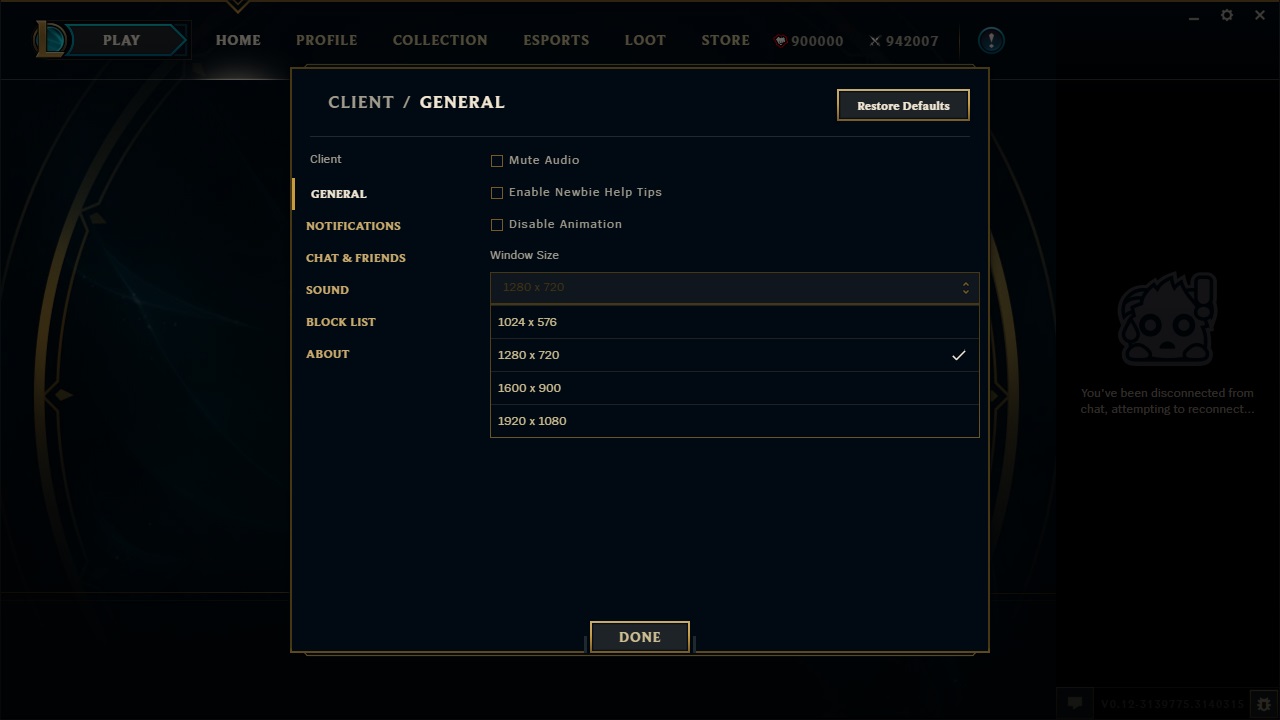 PLAY
HOME
PROFILE
COLLECTION
ESPORTS
LOOT
STORE
900000
942007
CLIENT / GENERAL
Restore Defaults
Client
GENERAL
NOTIFICATIONS
CHAT & FRIENDS
SOUND
BLOCK LIST
ABOUT
Mute Audio
Enable Newbie Help Tips
Disable Animation
Window Size
1280 x 720
1024 x 576
1280 x 720
1600 x 900
1920 x 1080
You've been disconnected from
chat, attempting to reconnect...
DONE